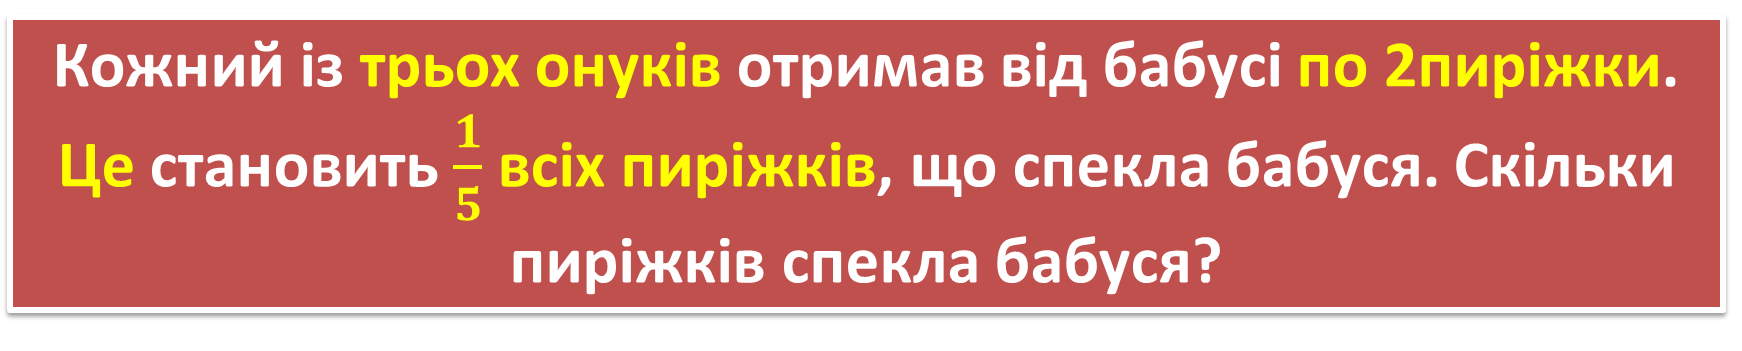 Кожний із трьох онуків отримав від бабусі по 2пиріжки.
Це становить 1/5 всіх пиріжків, що спекла бабуся. Скільки
пиріжків спекла бабуся?